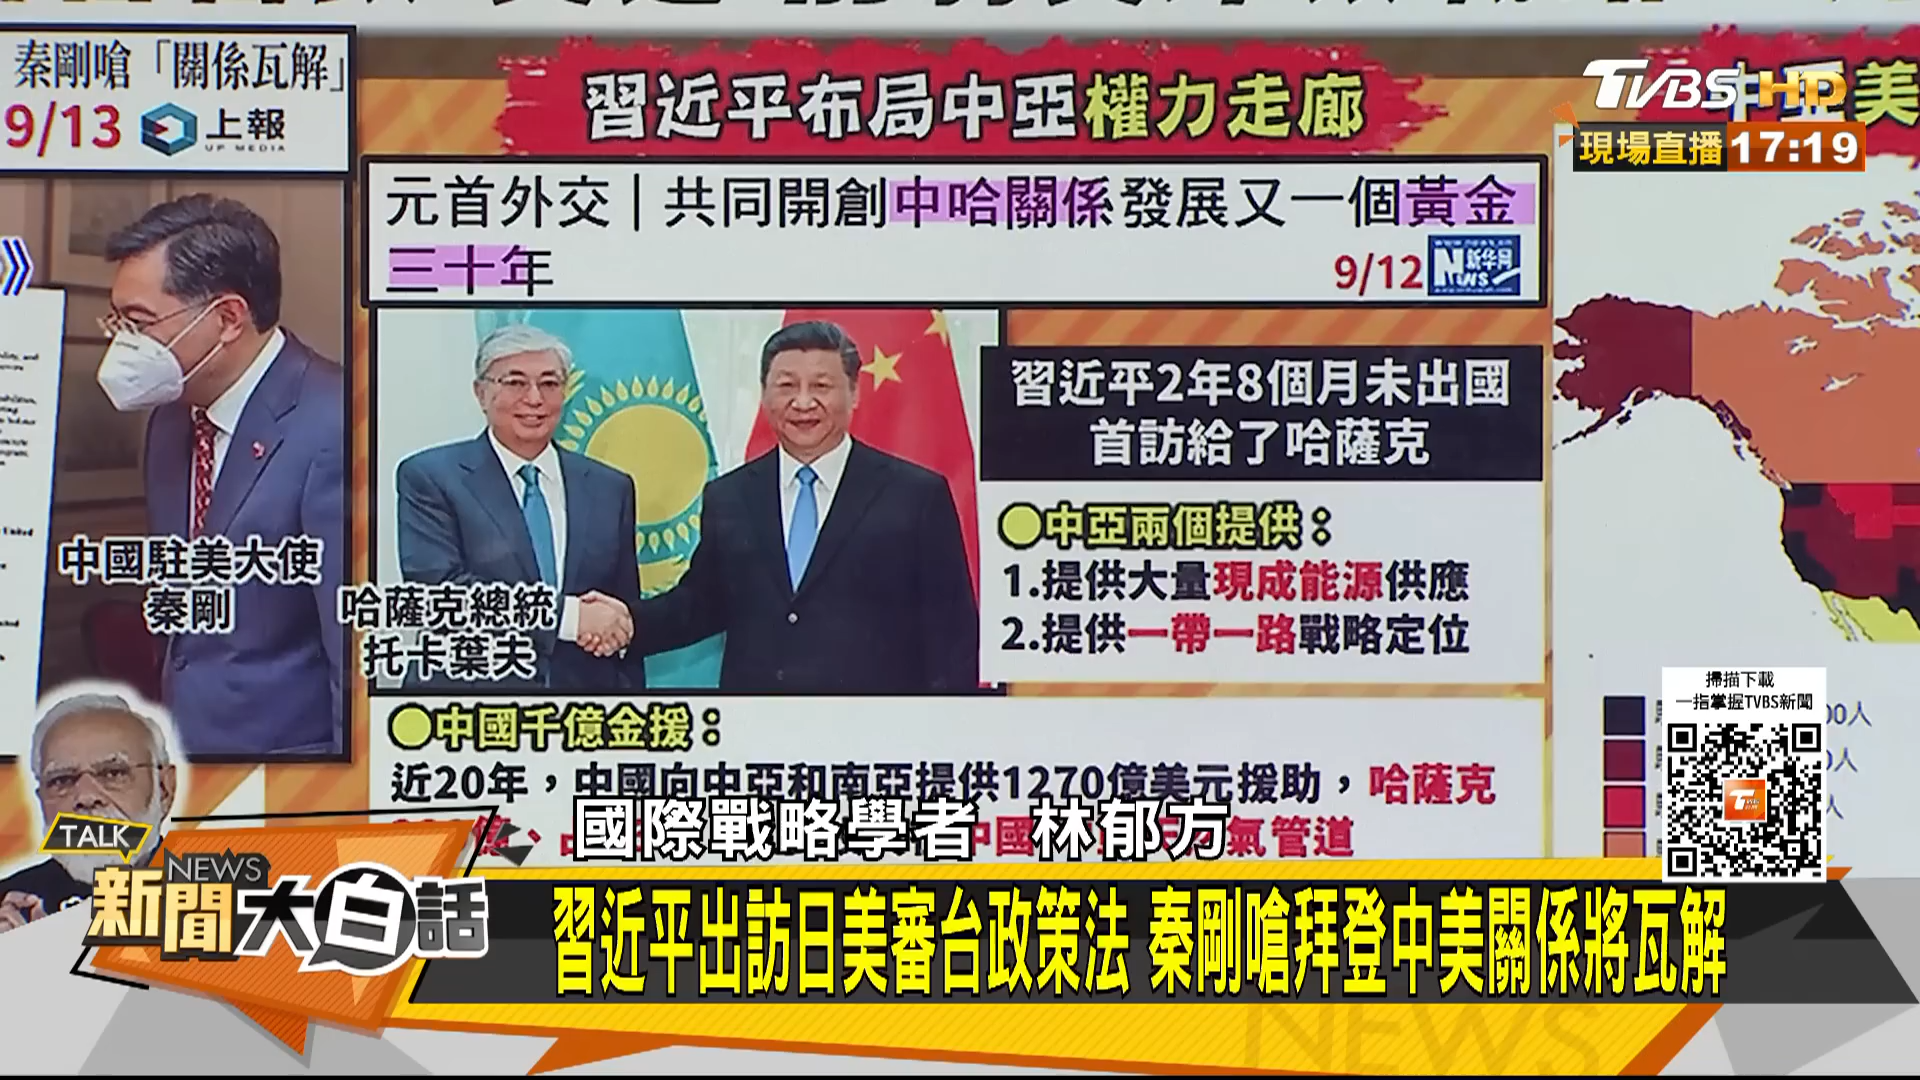 秦剛嗆「關係瓦解」
9/13 上報
UP MEDIA
習近平布局中亞權力走廊
TVBS HD
現場直播 17:19
元首外交｜共同開創中哈關係發展又一個黃金
三十年
9/12 新华网
NEWS
習近平2年8個月未出國
首訪給了哈薩克
中亞兩個提供：
1.提供大量現成能源供應
2.提供一帶一路戰略定位
中國駐美大使
秦剛
哈薩克總統
托卡葉夫
中國千億金援：
近20年，中國向中亞和南亞提供1270億美元援助，哈薩克
氣管道
掃描下載
一指掌握TVBS新聞
國際戰略學者 林郁方
TALK
NEWS
新聞大白話
習近平出訪日美審台政策法 秦剛嗆拜登中美關係將瓦解
NEWS